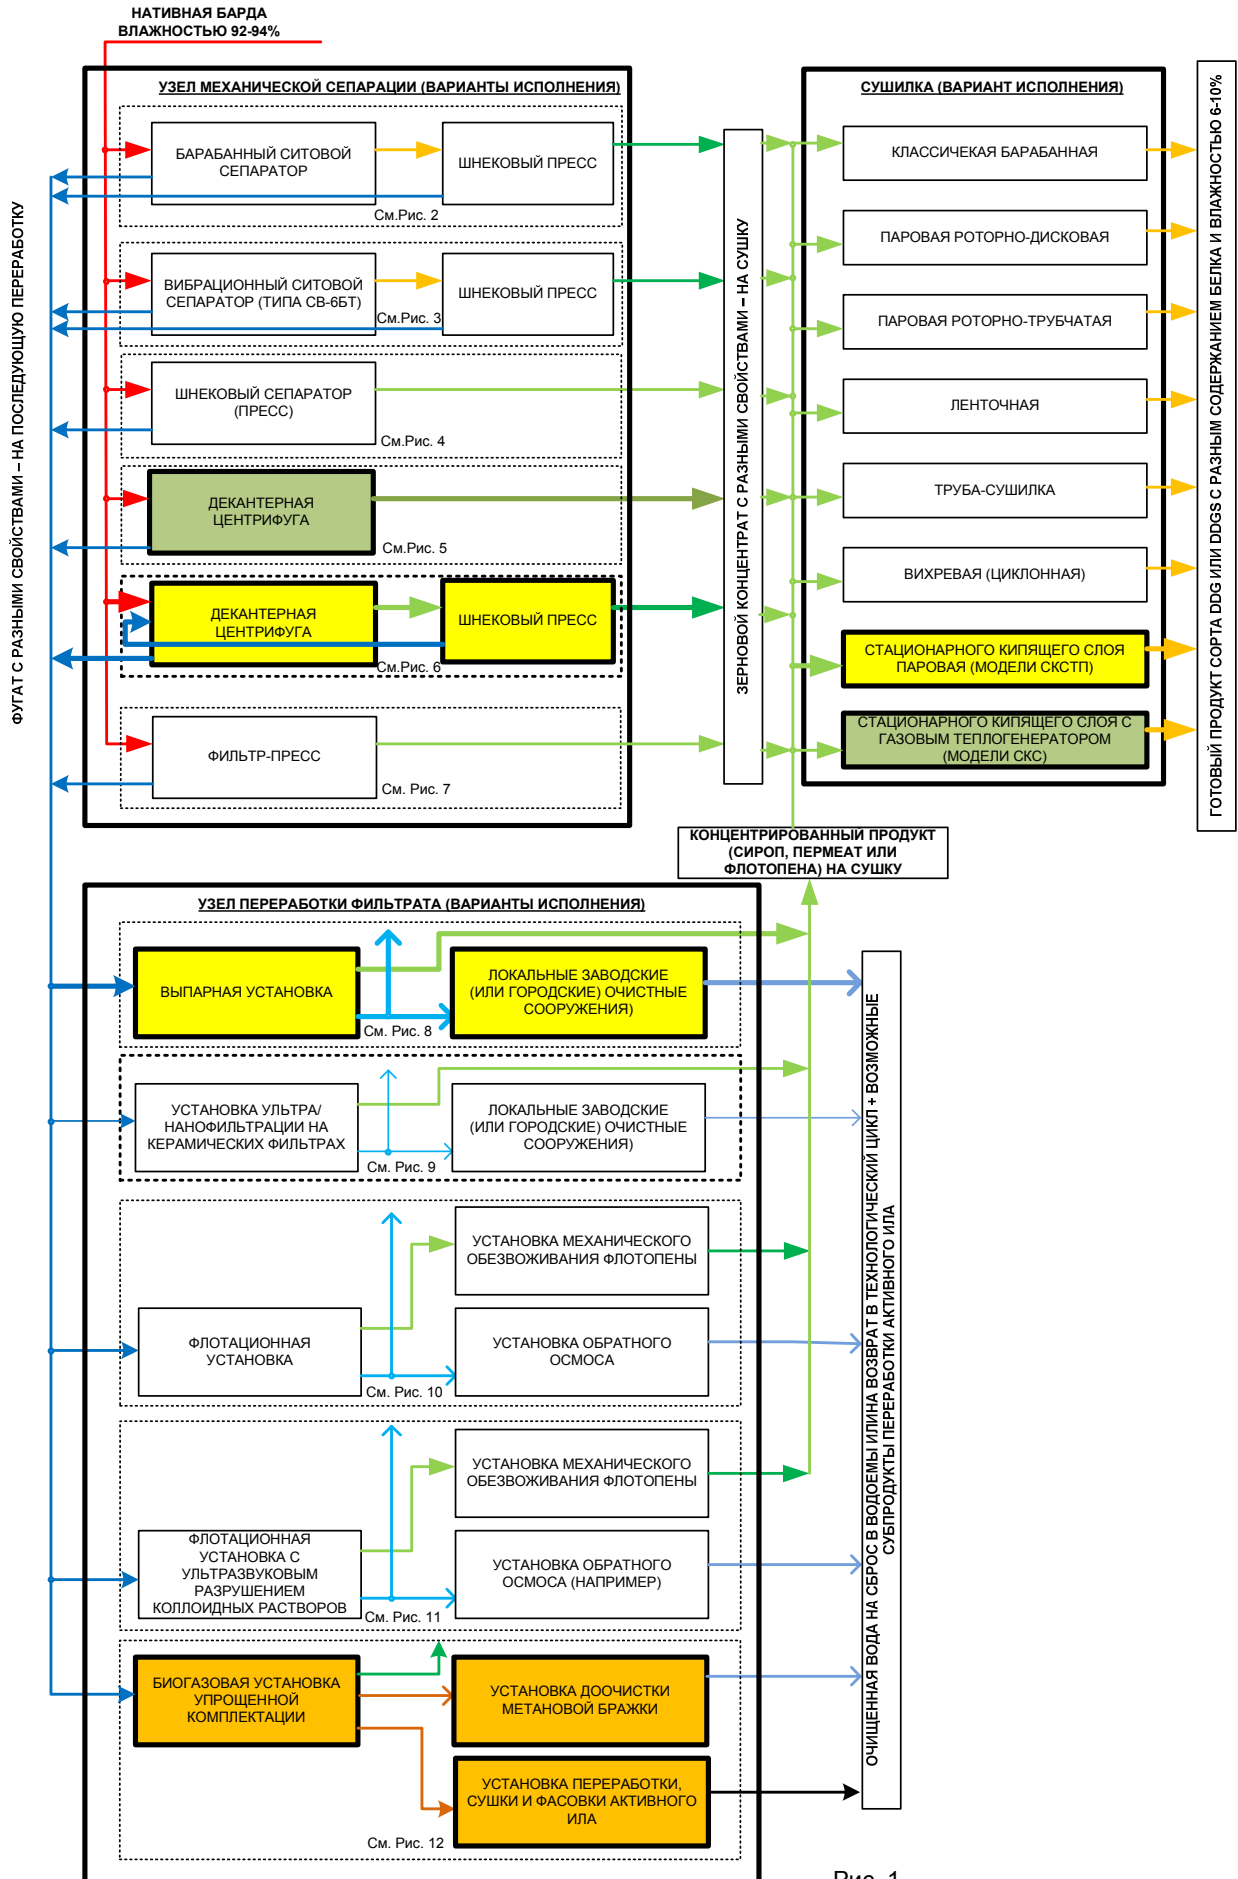 НАТИВНАЯ БАРДА
ВЛАЖНОСТЬЮ 92-94%
УЗЕЛ МЕХАНИЧЕСКОЙ СЕПАРАЦИИ (ВАРИАНТЫ ИСПОЛНЕНИЯ)
БАРАБАННЫЙ СИТОВОЙ
СЕПАРАТОР
ШНЕКОВЫЙ ПРЕСС
См.Рис. 2
ВИБРАЦИОННЫЙ СИТОВОЙ
СЕПАРАТОР (ТИПА СВ-6БТ)
ШНЕКОВЫЙ ПРЕСС
См.Рис. 3
ШНЕКОВЫЙ СЕПАРАТОР
(ПРЕСС)
См.Рис. 4
ДЕКАНТЕРНАЯ
ЦЕНТРИФУГА
См.Рис. 5
ДЕКАНТЕРНАЯ
ЦЕНТРИФУГА
ШНЕКОВЫЙ ПРЕСС
См.Рис. 6
ФИЛЬТР-ПРЕСС
См. Рис. 7
ФУГАТ С РАЗНЫМИ СВОЙСТВАМИ – НА ПОСЛЕДУЮЩУЮ ПЕРЕРАБОТКУ
ЗЕРНОВОЙ КОНЦЕНТРАТ С РАЗНЫМИ СВОЙСТВАМИ – НА СУШКУ
СУШИЛКА (ВАРИАНТ ИСПОЛНЕНИЯ)
КЛАССИЧЕКАЯ БАРАБАННАЯ
ПАРОВАЯ РОТОРНО-ДИСКОВАЯ
ПАРОВАЯ РОТОРНО-ТРУБЧАТАЯ
ЛЕНТОЧНАЯ
ТРУБА-СУШИЛКА
ВИХРЕВАЯ (ЦИКЛОННАЯ)
СТАЦИОНАРНОГО КИПЯЩЕГО СЛОЯ
ПАРОВАЯ (МОДЕЛИ СКСТП)
СТАЦИОНАРНОГО КИПЯЩЕГО СЛОЯ С
ГАЗОВЫМ ТЕПЛОГЕНЕРАТОРОМ
(МОДЕЛИ СКС)
ГОТОВЫЙ ПРОДУКТ СОРТА DDG ИЛИ DDGS С РАЗНЫМ СОДЕРЖАНИЕМ БЕЛКА И ВЛАЖНОСТЬЮ 6-10%
КОНЦЕНТРИРОВАННЫЙ ПРОДУКТ
(СИРОП, ПЕРМЕАТ ИЛИ
ФЛОТОПЕНА) НА СУШКУ
УЗЕЛ ПЕРЕРАБОТКИ ФИЛЬТРАТА (ВАРИАНТЫ ИСПОЛНЕНИЯ)
ВЫПАРНАЯ УСТАНОВКА
ЛОКАЛЬНЫЕ ЗАВОДСКИЕ
(ИЛИ ГОРОДСКИЕ) ОЧИСТНЫЕ
СООРУЖЕНИЯ)
См. Рис. 8
УСТАНОВКА УЛЬТРА/
НАНОФИЛЬТРАЦИИ НА
КЕРАМИЧЕСКИХ ФИЛЬТРАХ
ЛОКАЛЬНЫЕ ЗАВОДСКИЕ
(ИЛИ ГОРОДСКИЕ) ОЧИСТНЫЕ
СООРУЖЕНИЯ)
См. Рис. 9
УСТАНОВКА МЕХАНИЧЕСКОГО
ОБЕЗВОЖИВАНИЯ ФЛОТОПЕНЫ
ФЛОТАЦИОННАЯ
УСТАНОВКА
УСТАНОВКА ОБРАТНОГО
ОСМОСА
См. Рис. 10
УСТАНОВКА МЕХАНИЧЕСКОГО
ОБЕЗВОЖИВАНИЯ ФЛОТОПЕНЫ
ФЛОТАЦИОННАЯ
УСТАНОВКА С
УЛЬТРАЗВУКОВЫМ
РАЗРУШЕНИЕМ
КОЛЛОИДНЫХ РАСТВОРОВ
УСТАНОВКА ОБРАТНОГО
ОСМОСА (НАПРИМЕР)
См. Рис. 11
БИОГАЗОВАЯ УСТАНОВКА
УПРОЩЕННОЙ
КОМПЛЕКТАЦИИ
УСТАНОВКА ДООЧИСТКИ
МЕТАНОВОЙ БРАЖКИ
УСТАНОВКА ПЕРЕРАБОТКИ,
СУШКИ И ФАСОВКИ АКТИВНОГО
ИЛА
См. Рис. 12
ОЧИЩЕННАЯ ВОДА НА СБРОС В ВОДОЕМЫ ИЛИНА ВОЗВРАТ В ТЕХНОЛОГИЧЕСКИЙ ЦИКЛ + ВОЗМОЖНЫЕ
СУБПРОДУКТЫ ПЕРЕРАБОТКИ АКТИВНОГО ИЛА
Рис. 1